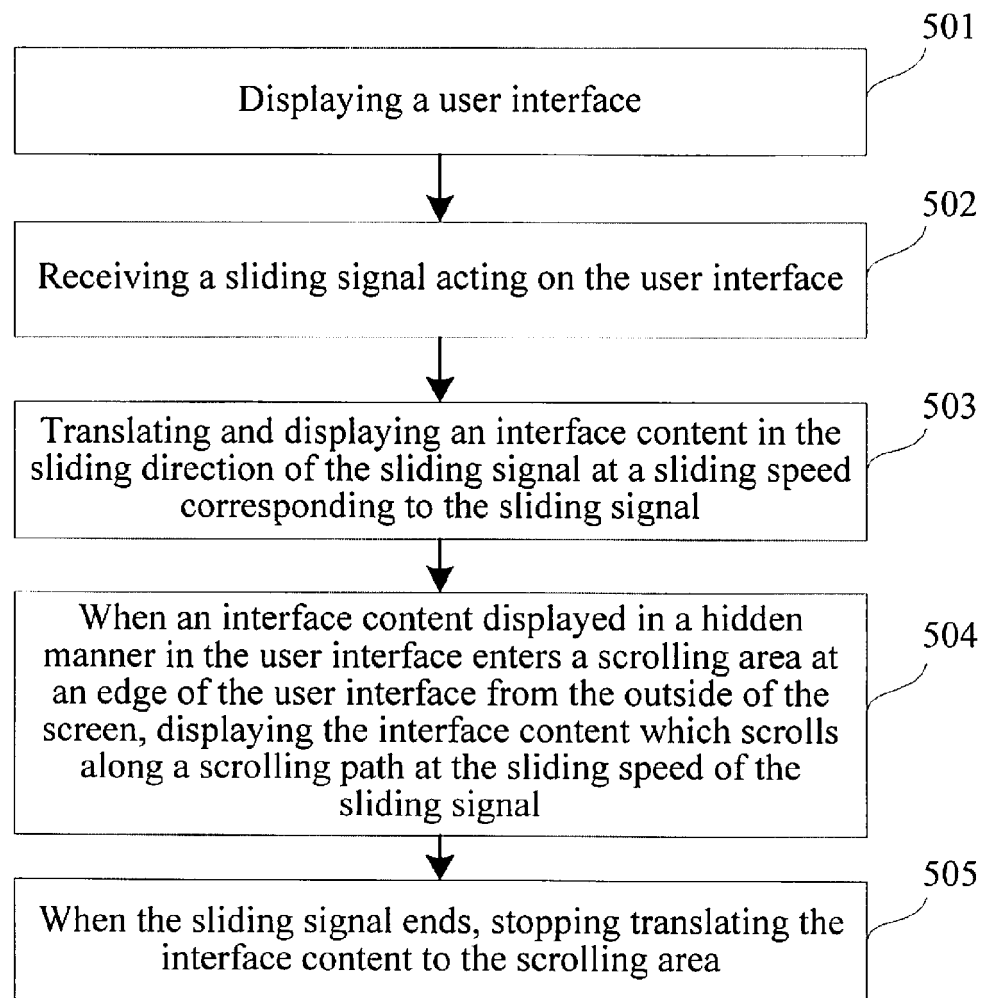 501
Displaying a user interface
502
Receiving a sliding signal acting on the user interface
503
Translating and displaying an interface content in the
sliding direction of the sliding signal at a sliding speed
corresponding to the sliding signal
504
When an interface content displayed in a hidden
manner in the user interface enters a scrolling area at
an edge of the user interface from the outside of the
screen, displaying the interface content which scrolls
along a scrolling path at the sliding speed of the
sliding signal
505
When the sliding signal ends, stopping translating the
interface content to the scrolling area